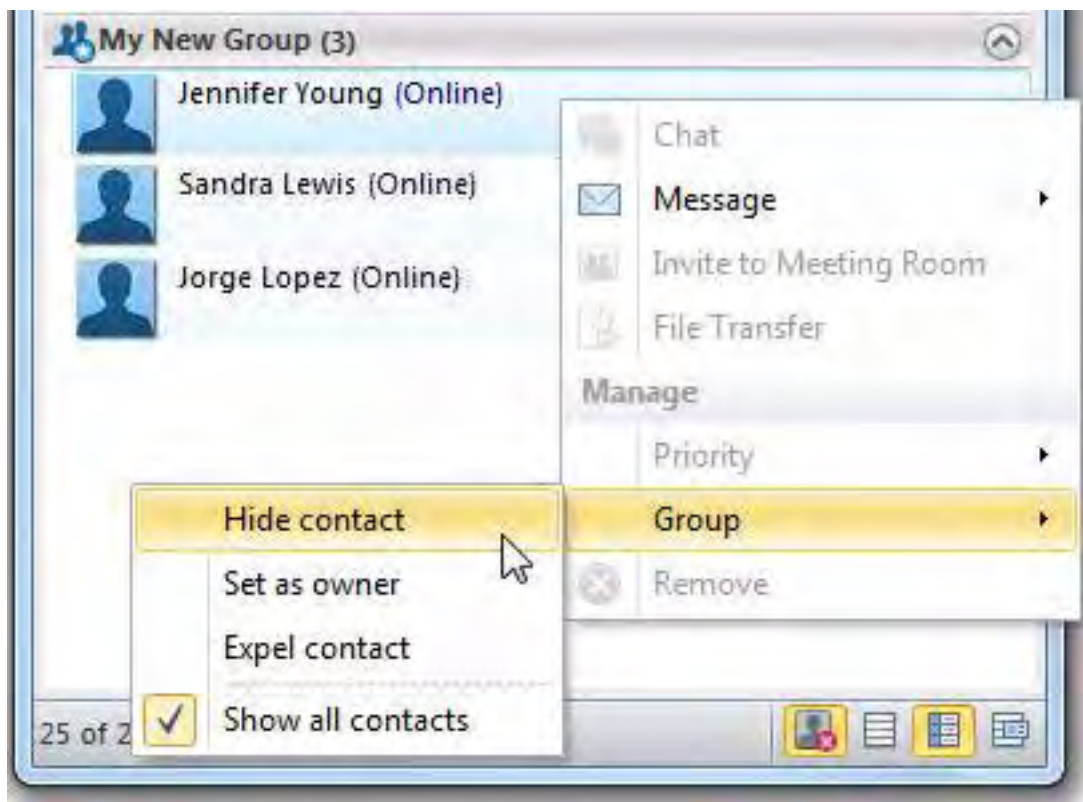 My New Group (3)
Jennifer Young (Online)
Sandra Lewis (Online)
Jorge Lopez (Online)
Chat
Message
Invite to Meeting Room
File Transfer
Manage
Priority
Group
Remove
Hide contact
Set as owner
Expel contact
Show all contacts
25 of 2